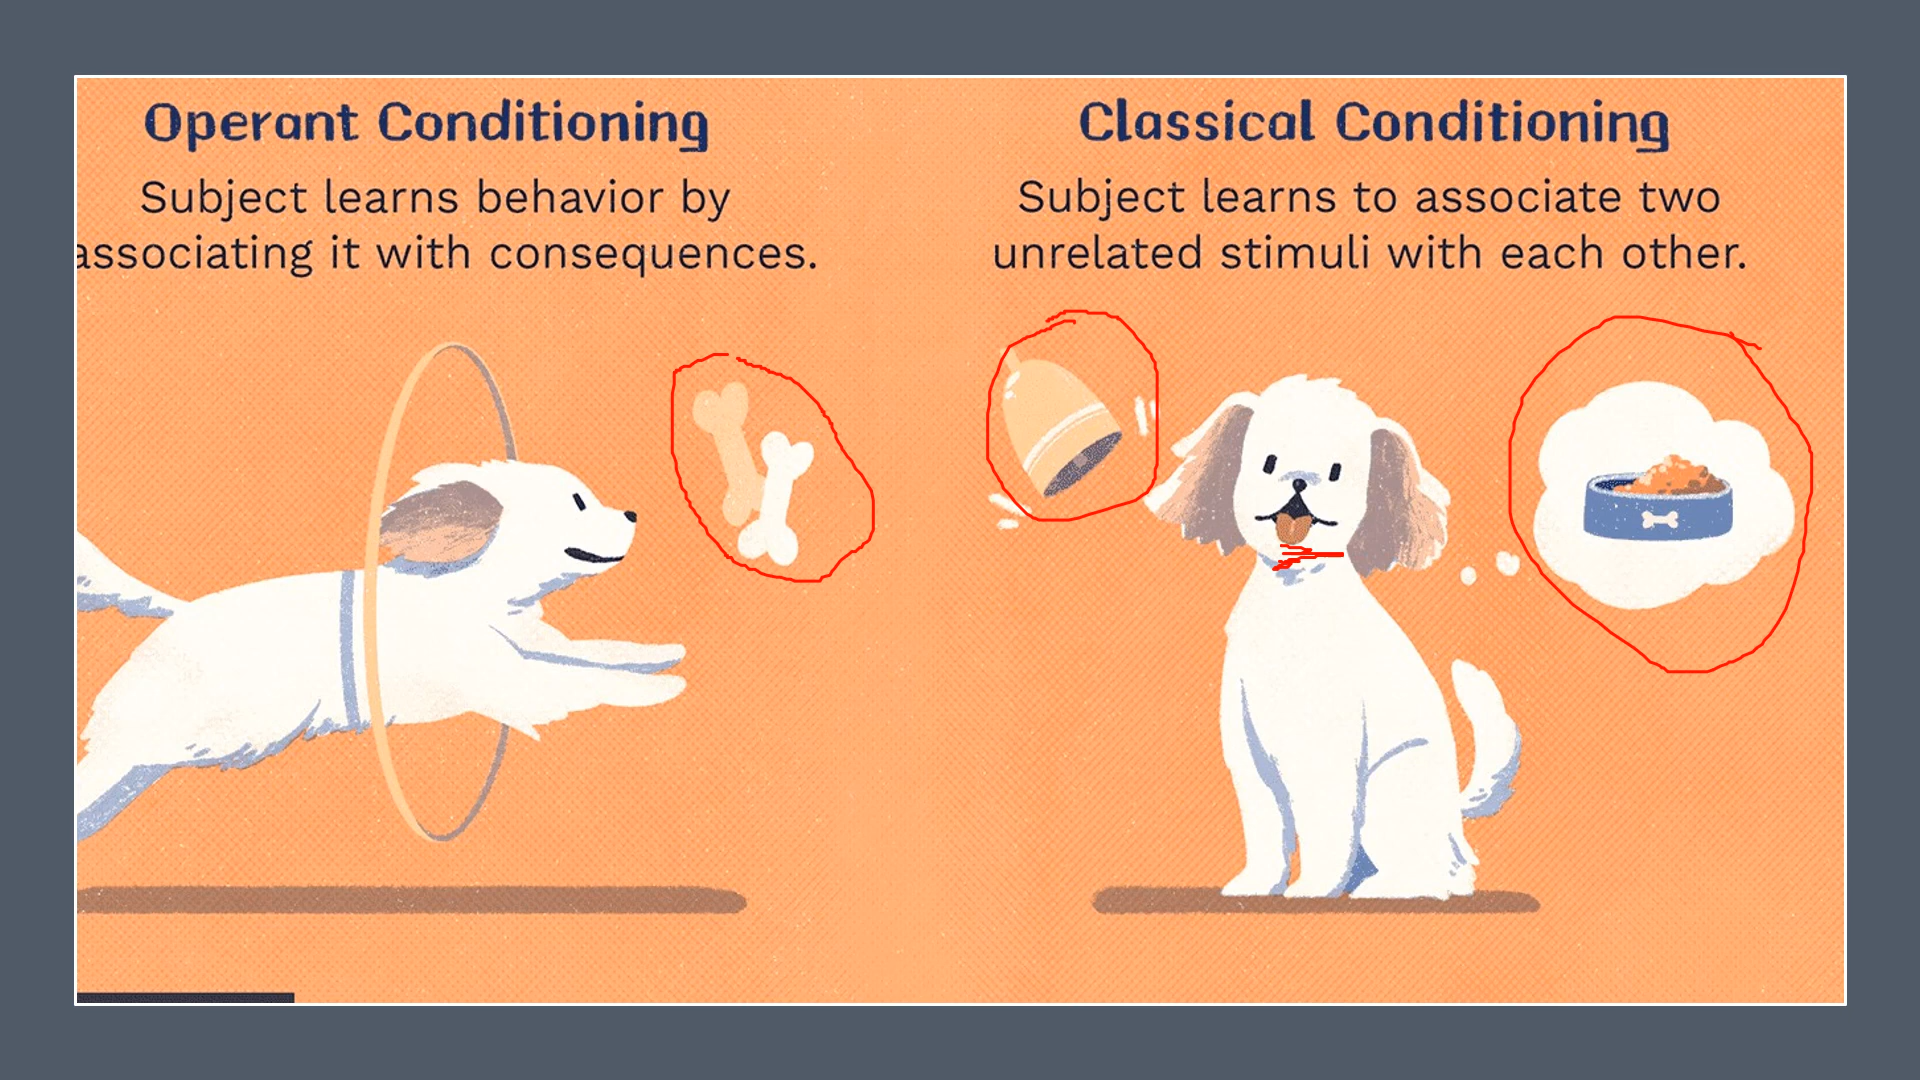 Operant Conditioning
Subject learns behavior by
associating it with consequences.
Classical Conditioning
Subject learns to associate two
unrelated stimuli with each other.